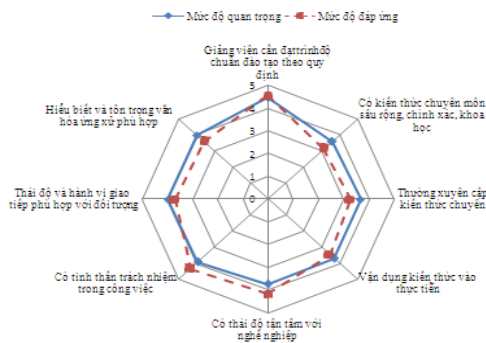 Mức độ quan trọng
Mức độ đáp ứng
Giảng viên cần đạt trình độ
chuẩn đào tạo theo quy
định
Có kiến thức chuyên môn
sâu rộng, chính xác, khoa
học
Thường xuyên cập
kiến thức chuyên
Vận dụng kiến thức vào
thực tiễn
Có thái độ tận tâm với
nghề nghiệp
Có tinh thần trách nhiệm
trong công việc
Thái độ và hành vi giao
tiếp phù hợp với đối tượng
Hiểu biết và tôn trọng văn
hóa ứng xử phù hợp
5
4
3
2
1
0